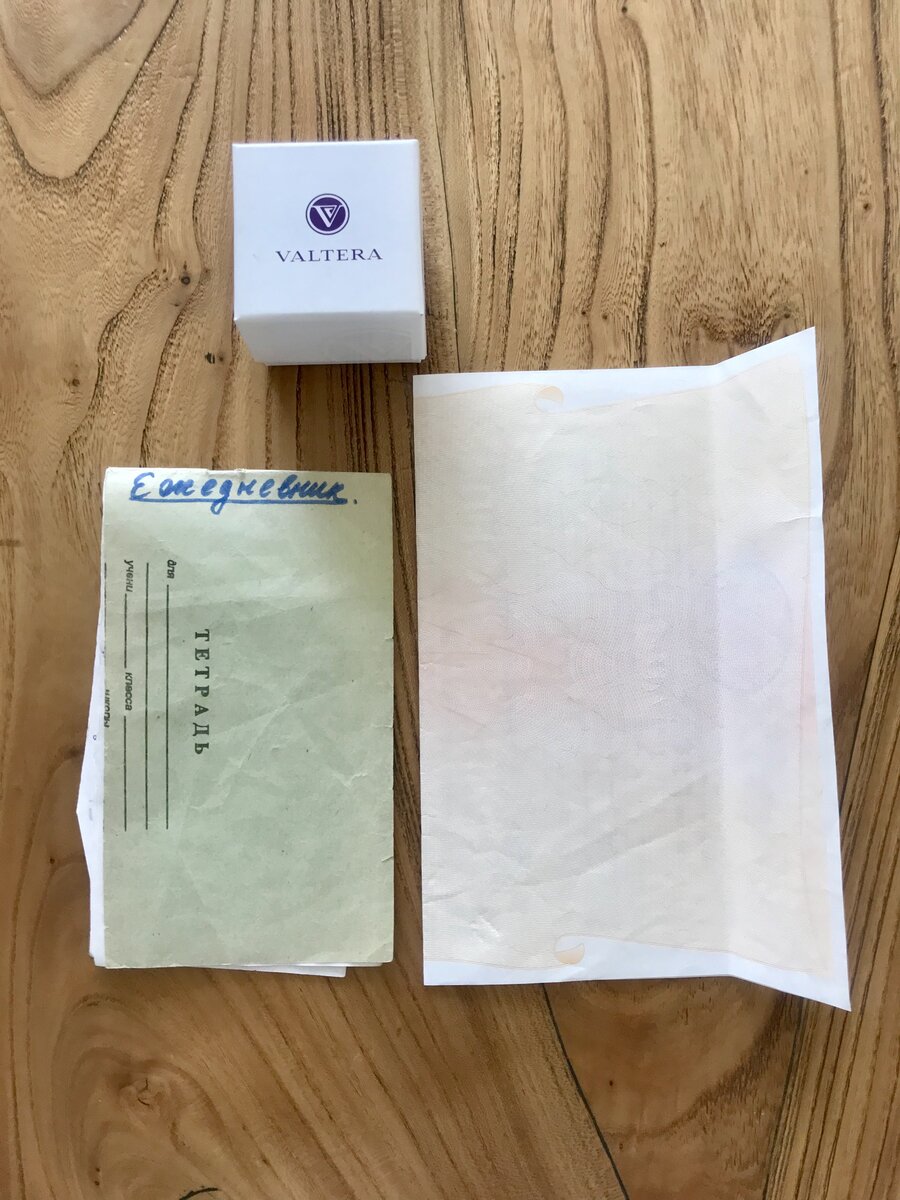 VALTERA
Ежедневник.
ТЕТРАДЬ
для
учени класса
школы